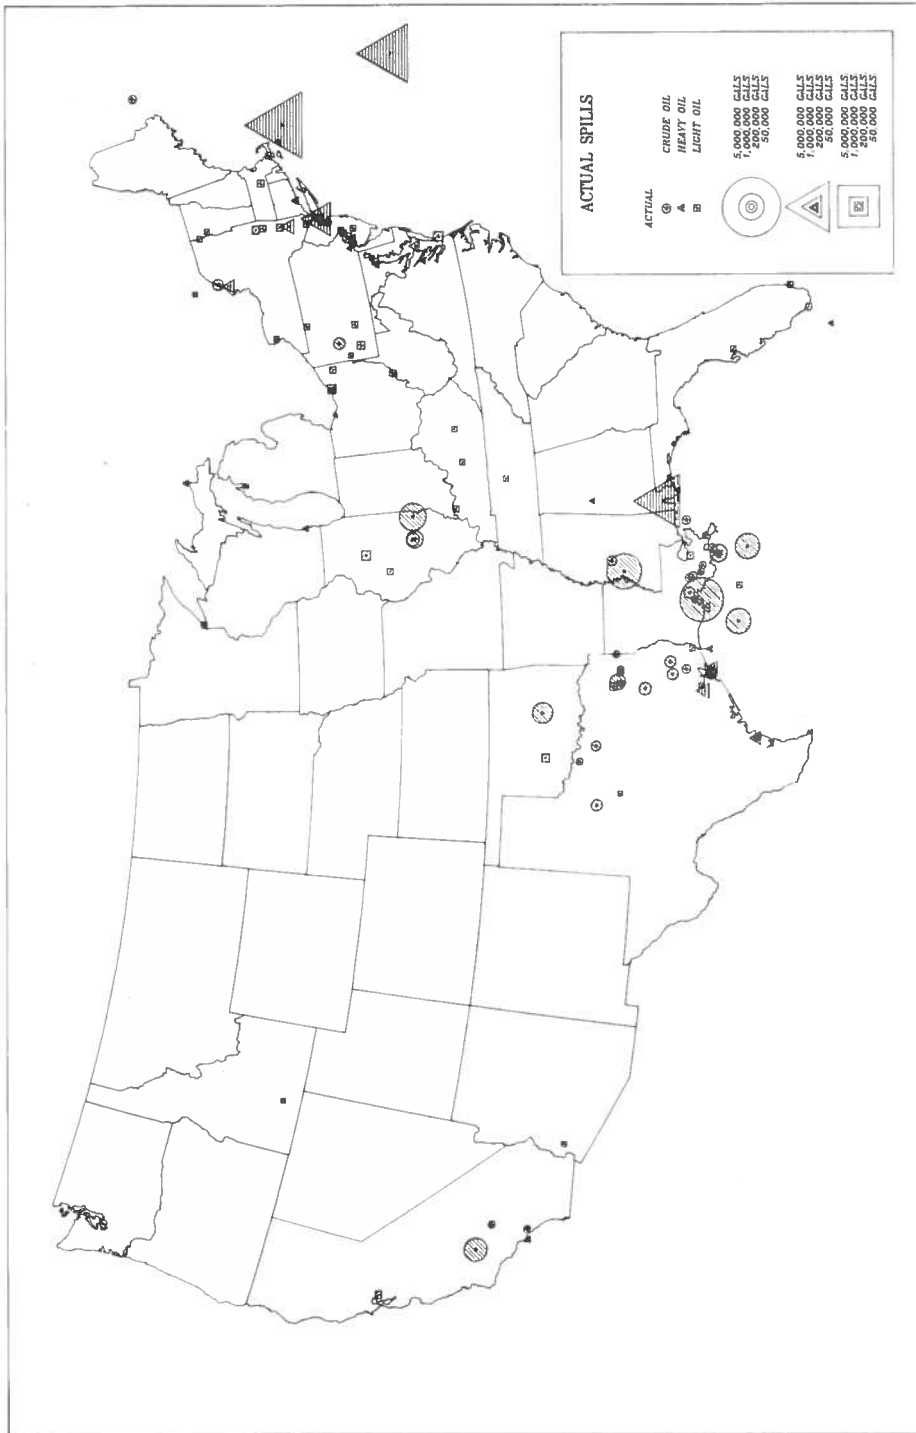 ACTUAL SPILLS
ACTUAL
CRUDE OIL
HEAVY OIL
LIGHT OIL
5,000,000 GALS.
1,000,000 GALS.
200,000 GALS.
50,000 GALS.
5,000,000 GALS.
1,000,000 GALS.
200,000 GALS.
50,000 GALS.
5,000,000 GALS.
1,000,000 GALS.
200,000 GALS.
50,000 GALS.